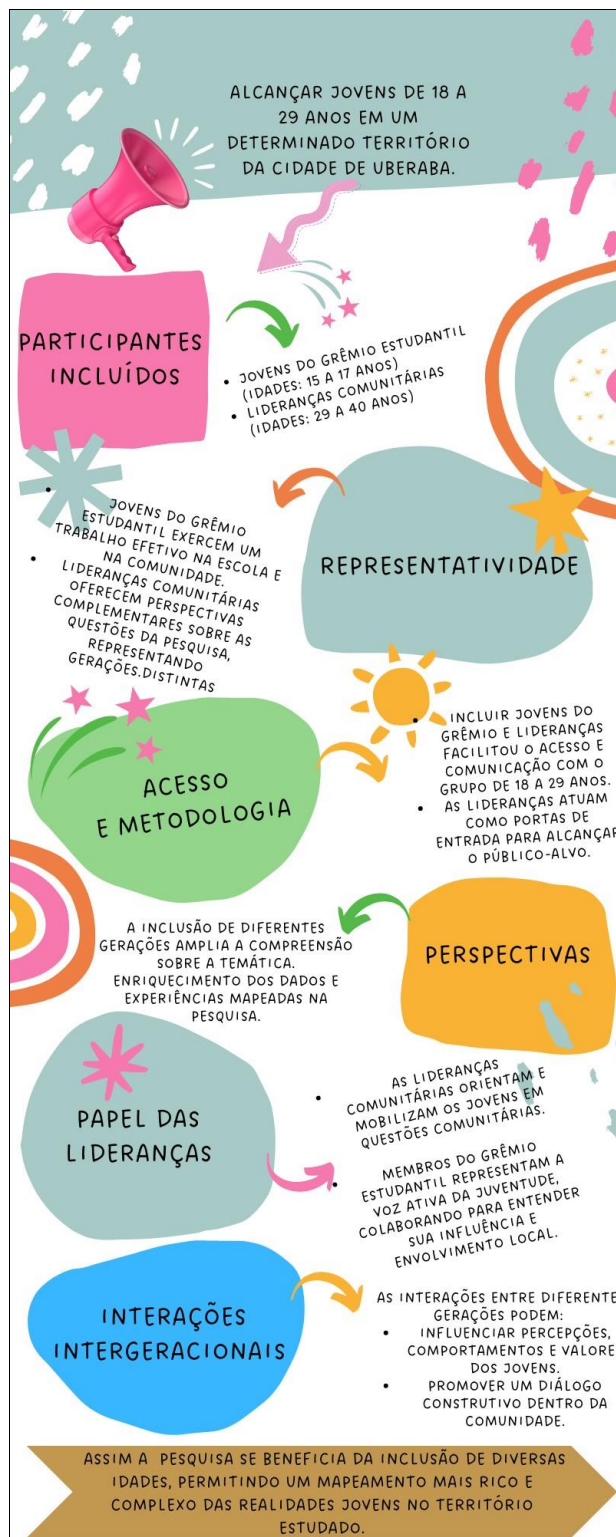 ALCANÇAR JOVENS DE 18 A
29 ANOS EM UM
DETERMINADO TERRITÓRIO
DA CIDADE DE UBERABA.
PARTICIPANTES
INCLUÍDOS
• JOVENS DO GRÊMIO ESTUDANTIL
(IDADES: 15 A 17 ANOS)
• LIDERANÇAS COMUNITÁRIAS
(IDADES: 29 A 40 ANOS)
REPRESENTATIVIDADE
• JOVENS DO GRÊMIO
ESTUDANTIL EXERCEM UM
TRABALHO EFETIVO NA ESCOLA E
NA COMUNIDADE.
• LIDERANÇAS COMUNITÁRIAS
OFERECEM PERSPECTIVAS
COMPLEMENTARES SOBRE AS
QUESTÕES DA PESQUISA,
REPRESENTANDO
GERAÇÕES.DISTINTAS
ACESSO
E METODOLOGIA
• INCLUIR JOVENS DO
GRÊMIO E LIDERANÇAS
FACILITOU O ACESSO E
COMUNICAÇÃO COM O
GRUPO DE 18 A 29 ANOS.
• AS LIDERANÇAS ATUAM
COMO PORTAS DE
ENTRADA PARA ALCANÇAR
O PÚBLICO-ALVO.
PERSPECTIVAS
A INCLUSÃO DE DIFERENTES
GERAÇÕES AMPLIA A COMPREENSÃO
SOBRE A TEMÁTICA.
ENRIQUECIMENTO DOS DADOS E
EXPERIÊNCIAS MAPEADAS NA
PESQUISA.
PAPEL DAS
LIDERANÇAS
• AS LIDERANÇAS
COMUNITÁRIAS ORIENTAM E
MOBILIZAM OS JOVENS EM
QUESTÕES COMUNITÁRIAS.
• MEMBROS DO GRÊMIO
ESTUDANTIL REPRESENTAM A
VOZ ATIVA DA JUVENTUDE,
COLABORANDO PARA ENTENDER
SUA INFLUÊNCIA E
ENVOLVIMENTO LOCAL.
INTERAÇÕES
INTERGERACIONAIS
AS INTERAÇÕES ENTRE DIFERENTE
GERAÇÕES PODEM:
• INFLUENCIAR PERCEPÇÕES,
COMPORTAMENTOS E VALORE
DOS JOVENS.
• PROMOVER UM DIÁLOGO
CONSTRUTIVO DENTRO DA
COMUNIDADE.
ASSIM A PESQUISA SE BENEFICIA DA INCLUSÃO DE DIVERSAS
IDADES, PERMITINDO UM MAPEAMENTO MAIS RICO E
COMPLEXO DAS REALIDADES JOVENS NO TERRITÓRIO
ESTUDADO.